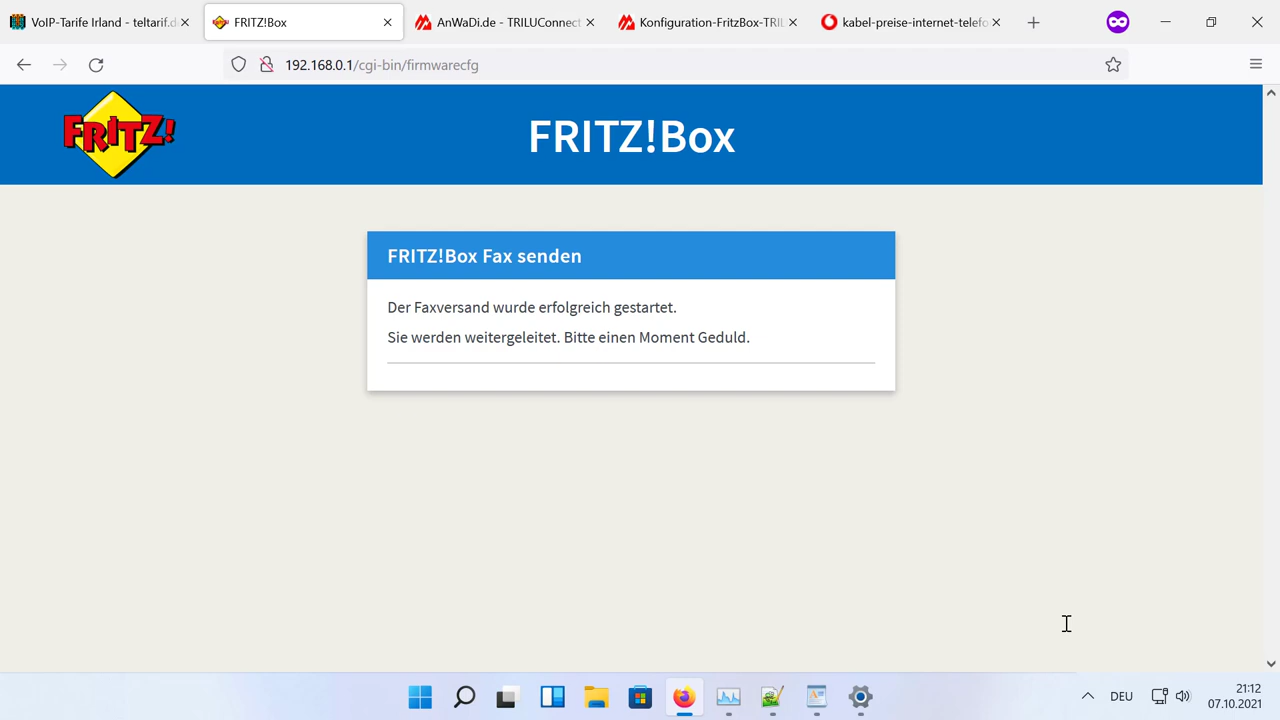 VoIP-Tarife Irland - teltarif.d
FRITZ!Box
AnWaDi.de - TRILUConnect
Konfiguration-FritzBox-TRIL
kabel-preise-internet-telefo
192.168.0.1/cgi-bin/firmwarecfg
FRITZ!
FRITZ!Box
FRITZ!Box Fax senden
Der Faxversand wurde erfolgreich gestartet.
Sie werden weitergeleitet. Bitte einen Moment Geduld.
DEU
21:12
07.10.2021